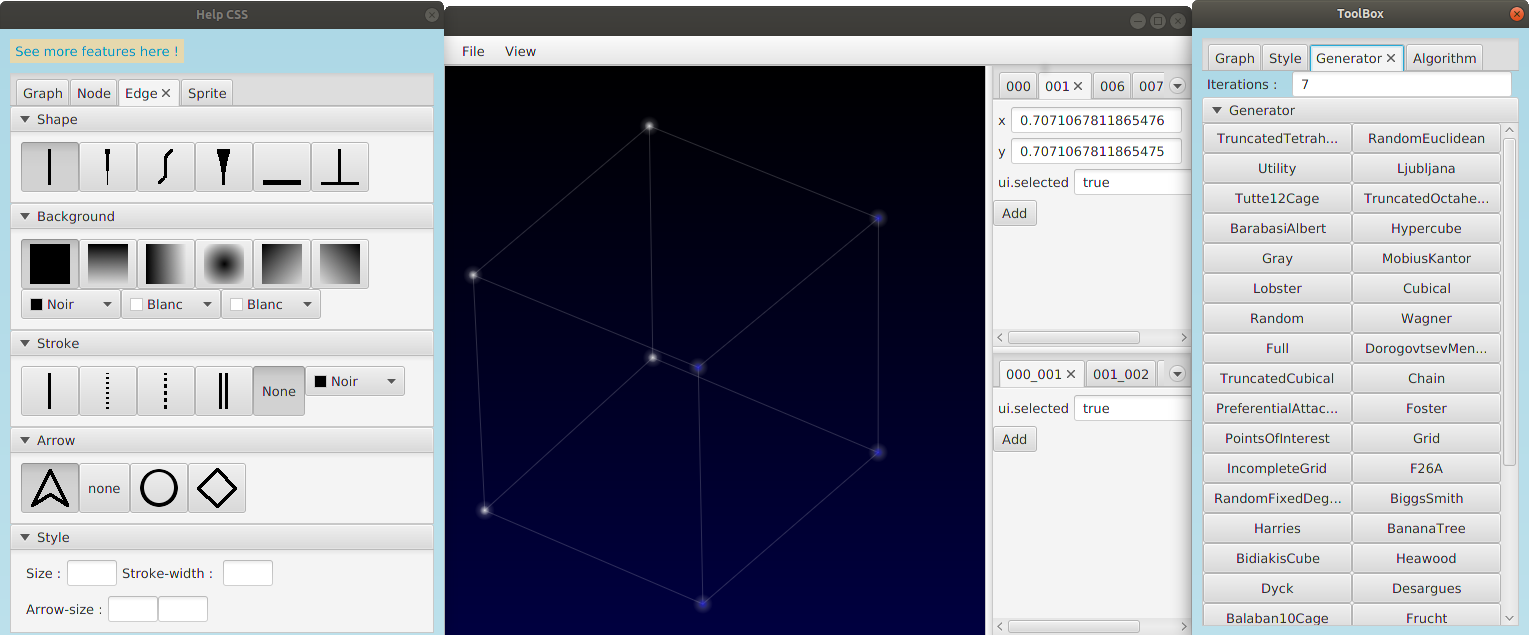 Help CSS
See more features here !
Graph Node Edge Sprite
Shape
Background
Noir Blanc Blanc
Stroke
None Noir
Arrow
none
Style
Size : Stroke-width :
Arrow-size :
File View
000 001 006 007
x 0.7071067811865476
y 0.7071067811865475
ui.selected true
Add
000_001 001_002
ui.selected true
Add
ToolBox
Graph Style Generator Algorithm
Iterations : 7
Generator
TruncatedTetrah... RandomEuclidean
Utility Ljubljana
Tutte12Cage TruncatedOctahe...
BarabasiAlbert Hypercube
Gray MobiusKantor
Lobster Cubical
Random Wagner
Full DorogovtsevMen...
TruncatedCubical Chain
PreferentialAttac... Foster
PointsOfInterest Grid
IncompleteGrid F26A
RandomFixedDeg... BiggsSmith
Harries BananaTree
BidiakisCube Heawood
Dyck Desargues
Balaban10Cage Frucht